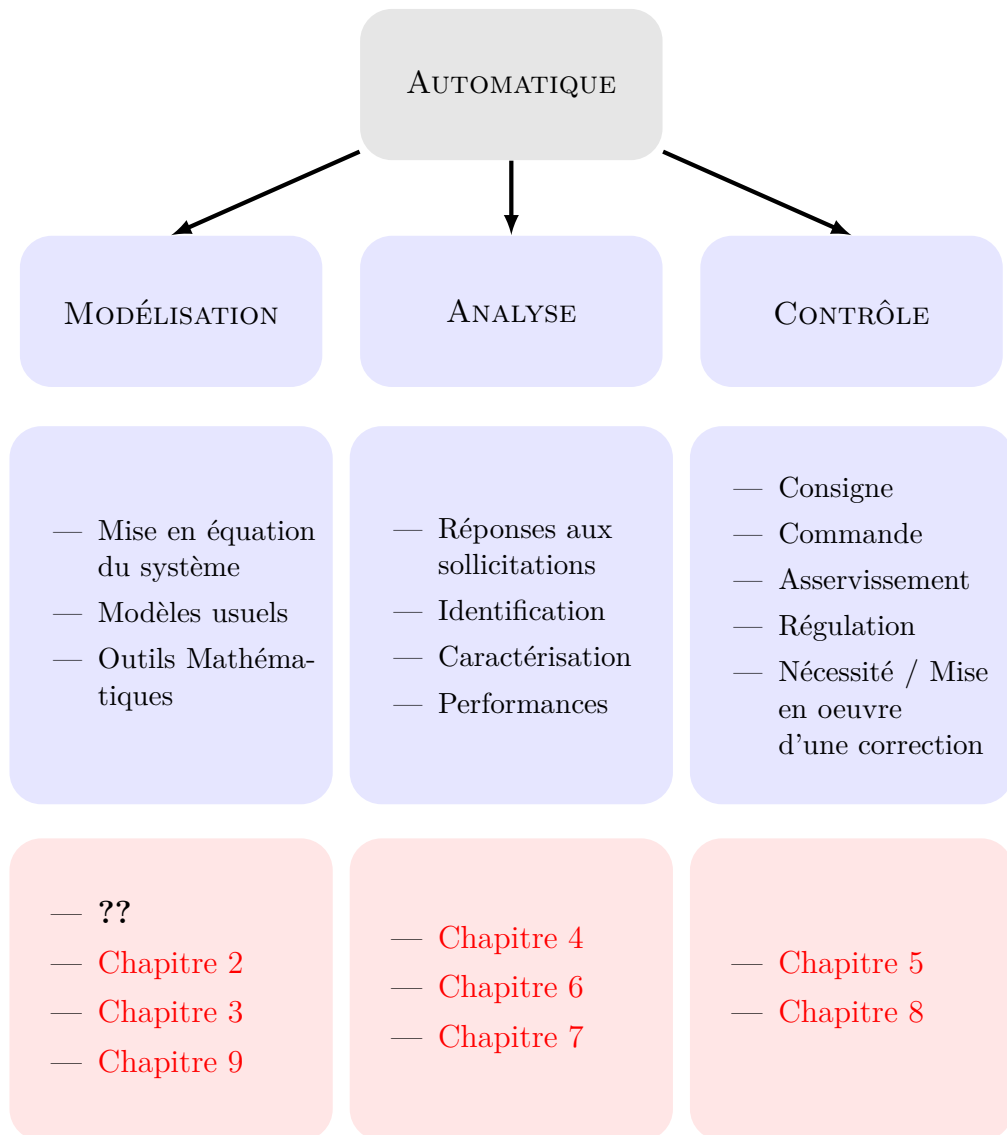 AUTOMATIQUE
MODÉLISATION
ANALYSE
CONTRÔLE
— Mise en équation
du système
— Modèles usuels
— Outils Mathéma-
tiques
— Réponses aux
sollicitations
— Identification
— Caractérisation
— Performances
— Consigne
— Commande
— Asservissement
— Régulation
— Nécessité / Mise
en oeuvre
d'une correction
— ??
— Chapitre 2
— Chapitre 3
— Chapitre 9
— Chapitre 4
— Chapitre 6
— Chapitre 7
— Chapitre 5
— Chapitre 8